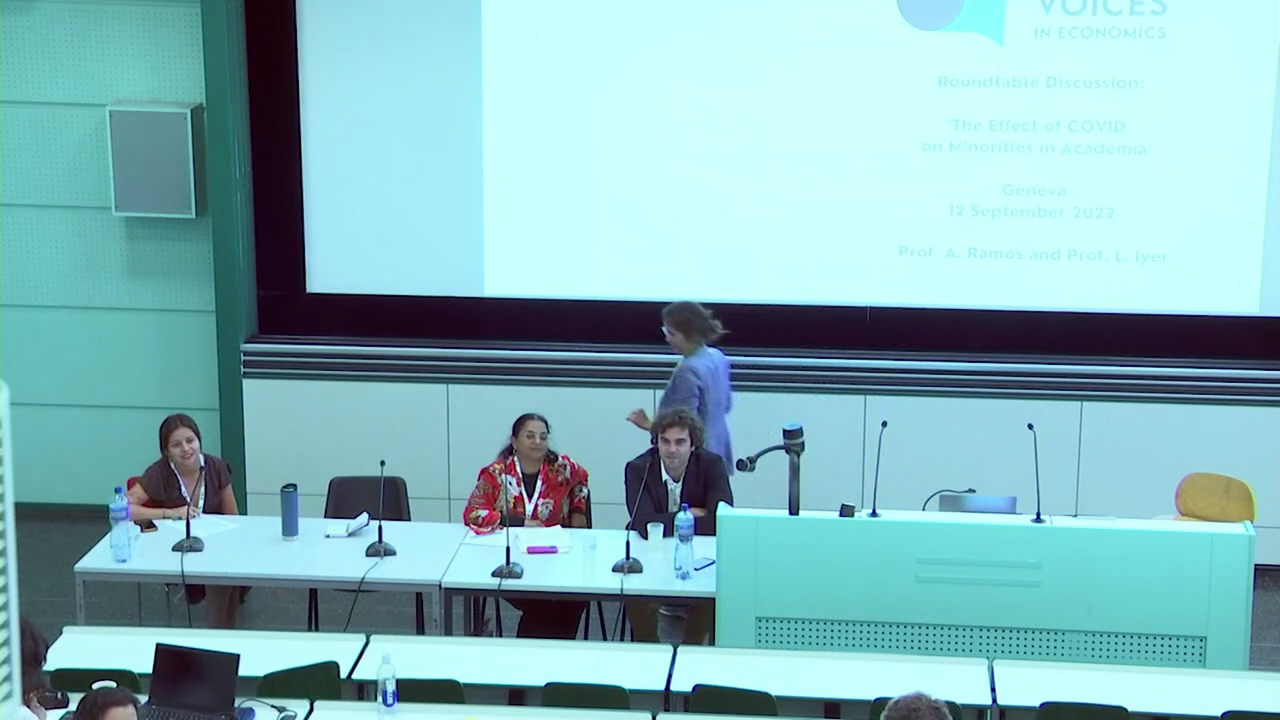 VOICES
IN ECONOMICS
Roundtable Discussion:
"The Effect of COVID
on Minorities in Academia"
Geneva
12 September 2022
Prof. A. Ramos and Prof. L. Iyer